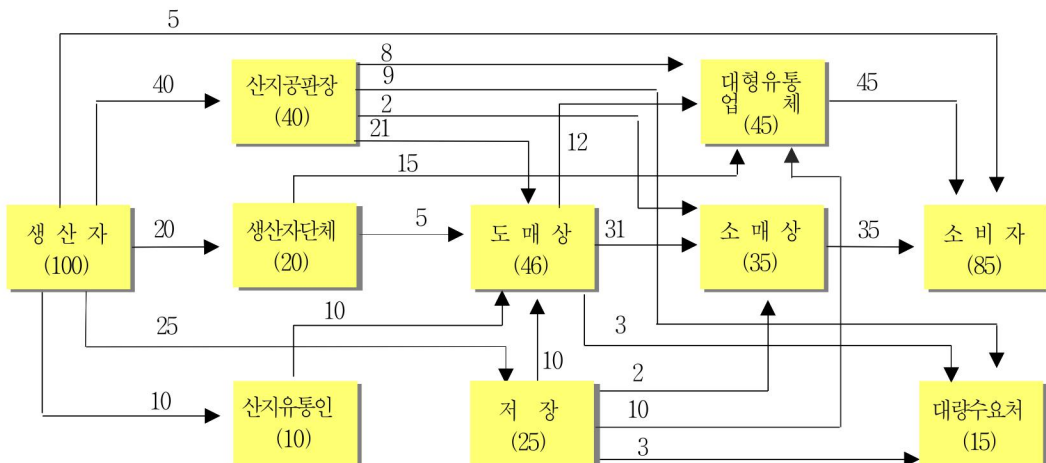 5
8
9
2
21
40
산지공판장
(40)
대형유통
업 체
(45)
45
12
15
생 산 자
(100)
20
생산자단체
(20)
5
도 매 상
(46)
31
소 매 상
(35)
35
소 비 자
(85)
25
10
10
3
2
10
10
산지유통인
(10)
저 장
(25)
3
대량수요처
(15)